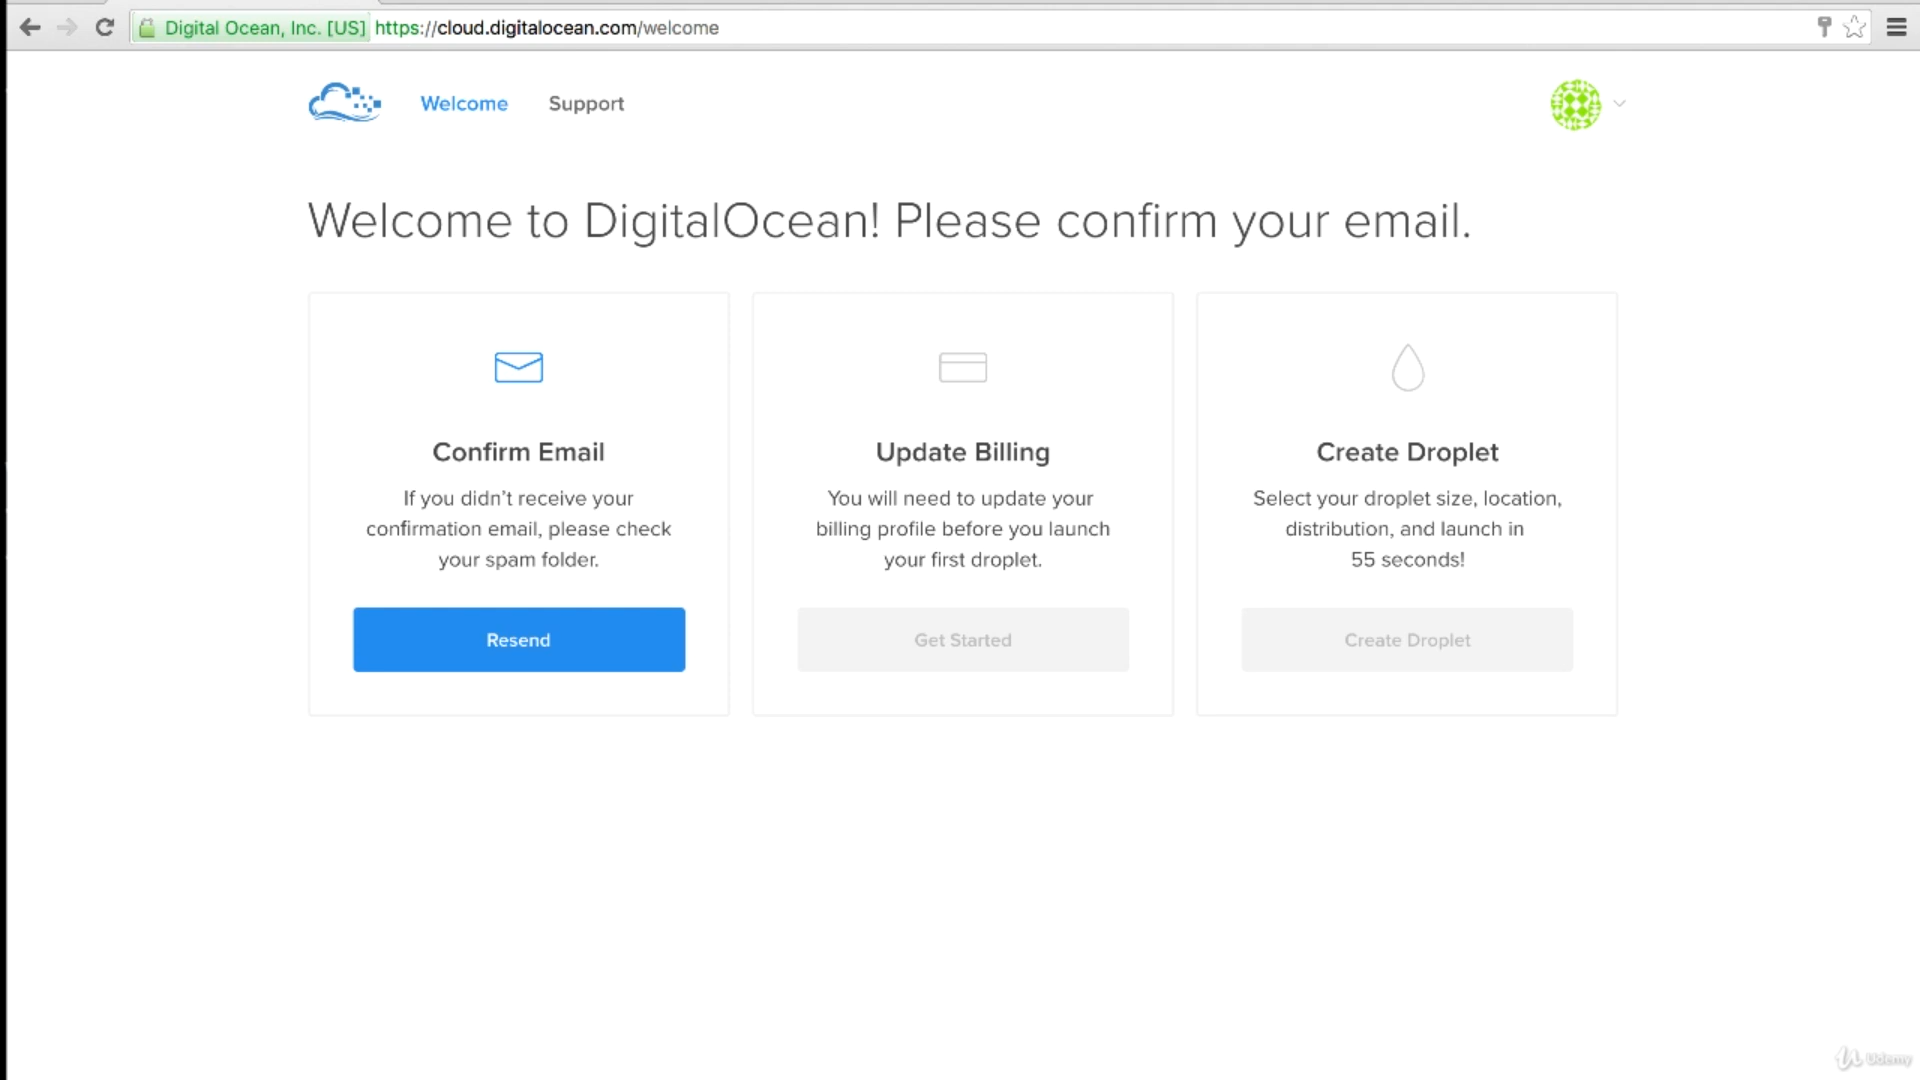 Digital Ocean, Inc. [US] https://cloud.digitalocean.com/welcome
Welcome Support
Welcome to DigitalOcean! Please confirm your email.
Confirm Email
If you didn't receive your
confirmation email, please check
your spam folder.
Resend
Update Billing
You will need to update your
billing profile before you launch
your first droplet.
Get Started
Create Droplet
Select your droplet size, location,
distribution, and launch in
55 seconds!
Create Droplet
Udemy